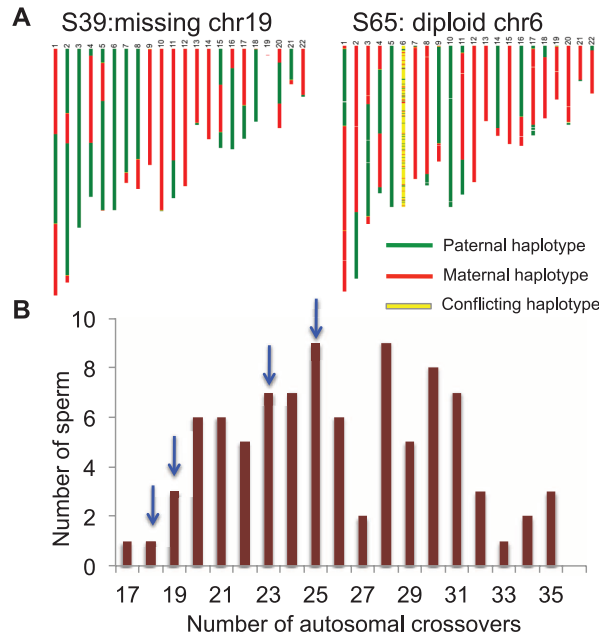 A
S39:missing chr19
S65: diploid chr6
1 2 3 4 5 6 7 8 9 10 11 12 13 14 15 16 17 18 19 20 21 22
1 2 3 4 5 6 7 8 9 10 11 12 13 14 15 16 17 18 19 20 21 22
Paternal haplotype
Maternal haplotype
Conflicting haplotype
B
10
8
6
4
2
0
Number of sperm
17 19 21 23 25 27 29 31 33 35
Number of autosomal crossovers